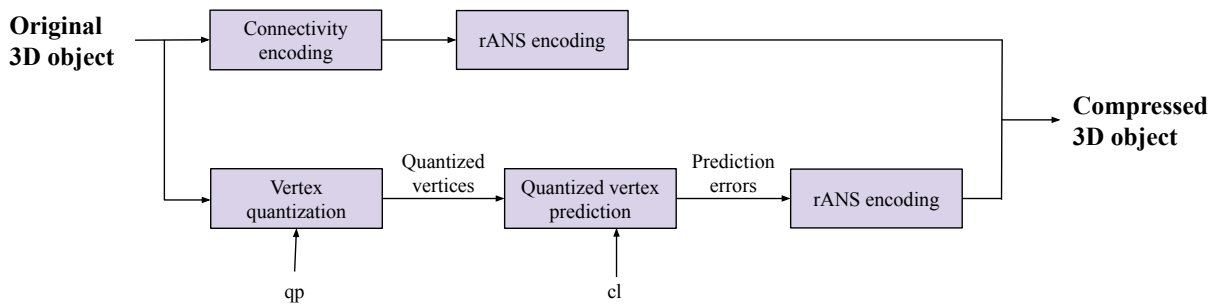 Original
3D object
Connectivity
encoding
rANS encoding
Compressed
3D object
Vertex
quantization
Quantized
vertices
Quantized vertex
prediction
Prediction
errors
rANS encoding
qp
cl